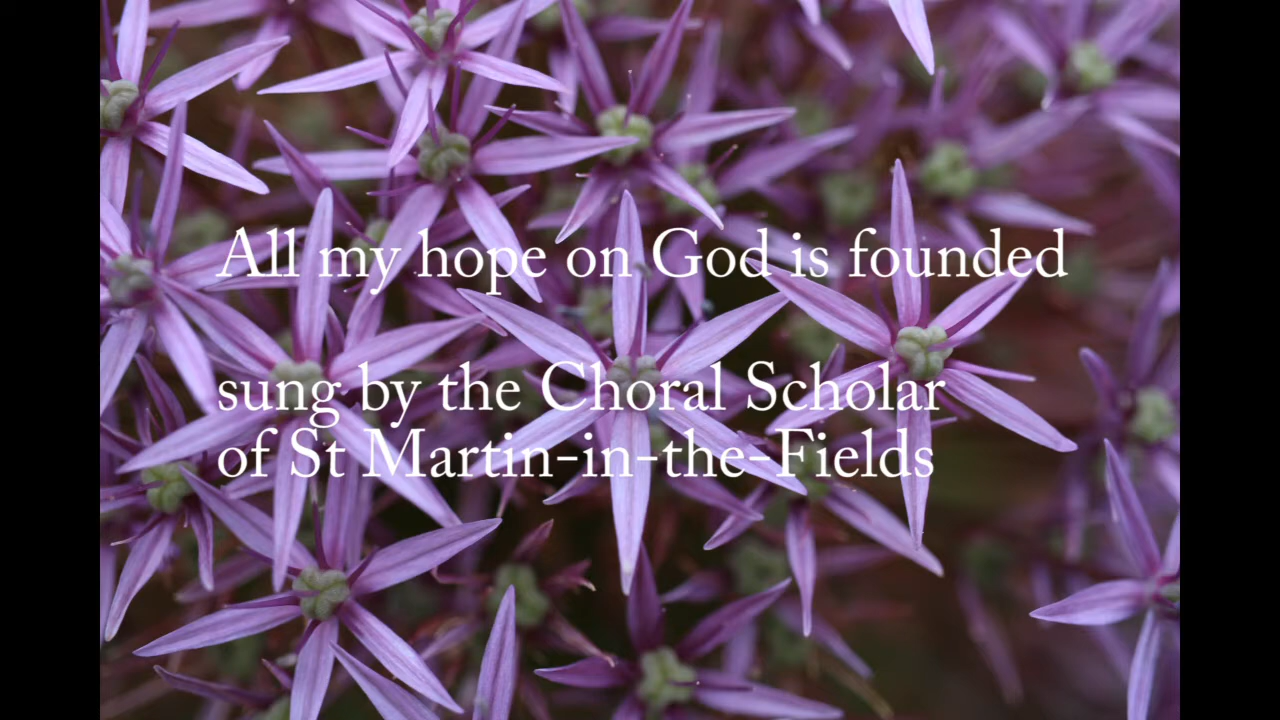 All my hope on God is founded
sung by the Choral Scholar
of St Martin-in-the-Fields